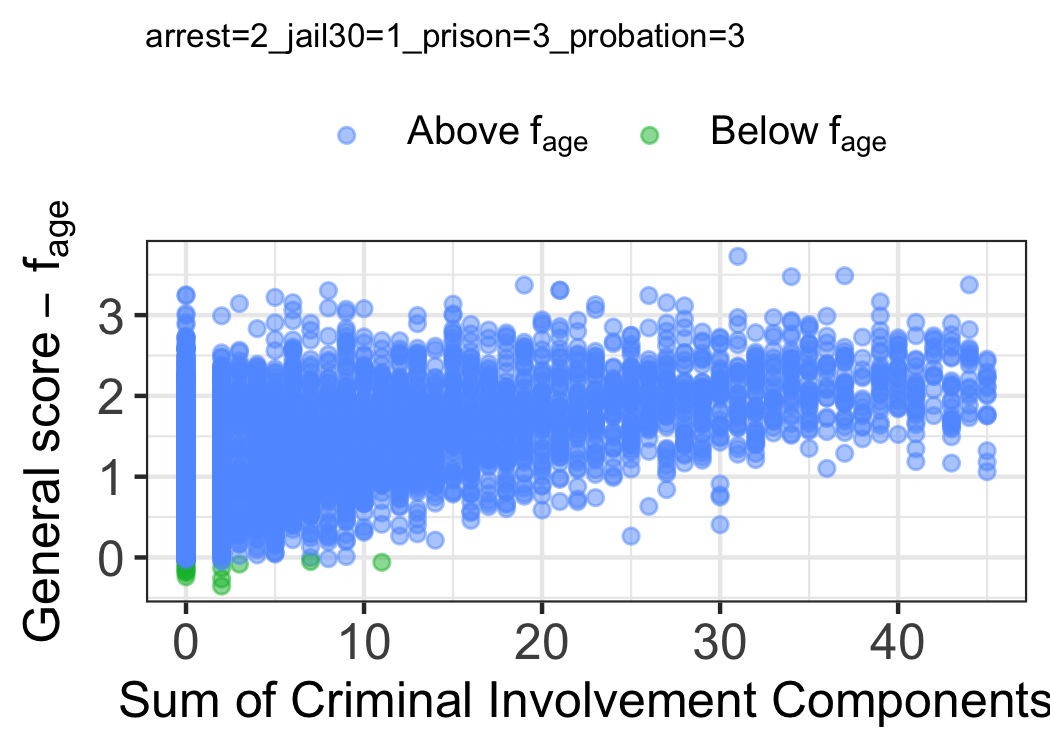 arrest=2_jail30=1_prison=3_probation=3
Above fage
Below fage
General score – fage
3
2
1
0
0
10
20
30
40
Sum of Criminal Involvement Components